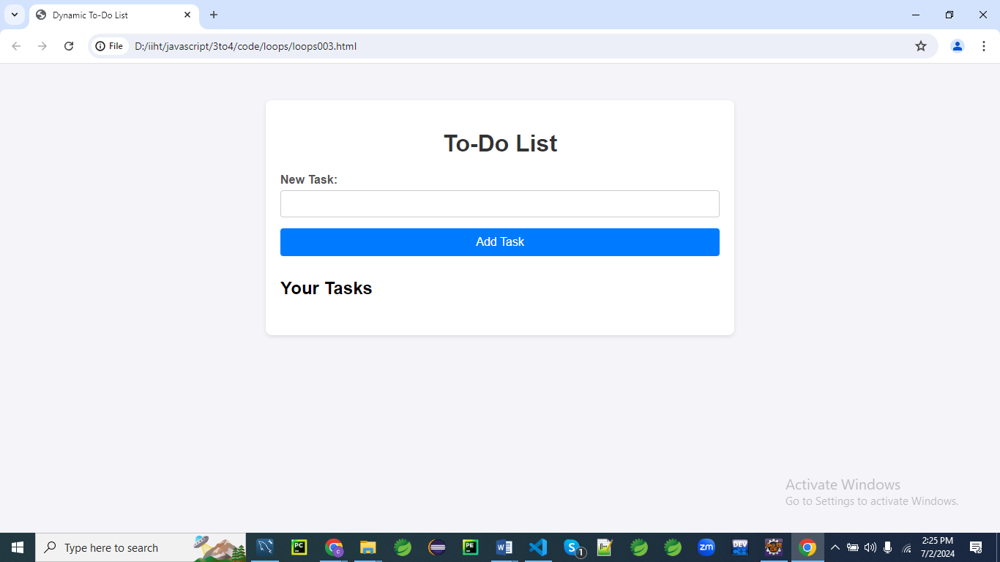 Dynamic To-Do List
File
D:/iiht/javascript/3to4/code/loops/loops003.html
To-Do List
New Task:
Add Task
Your Tasks
Activate Windows
Go to Settings to activate Windows.
Type here to search
PC
C
PE
W
S
1
zm
DEV
2:25 PM
7/2/2024